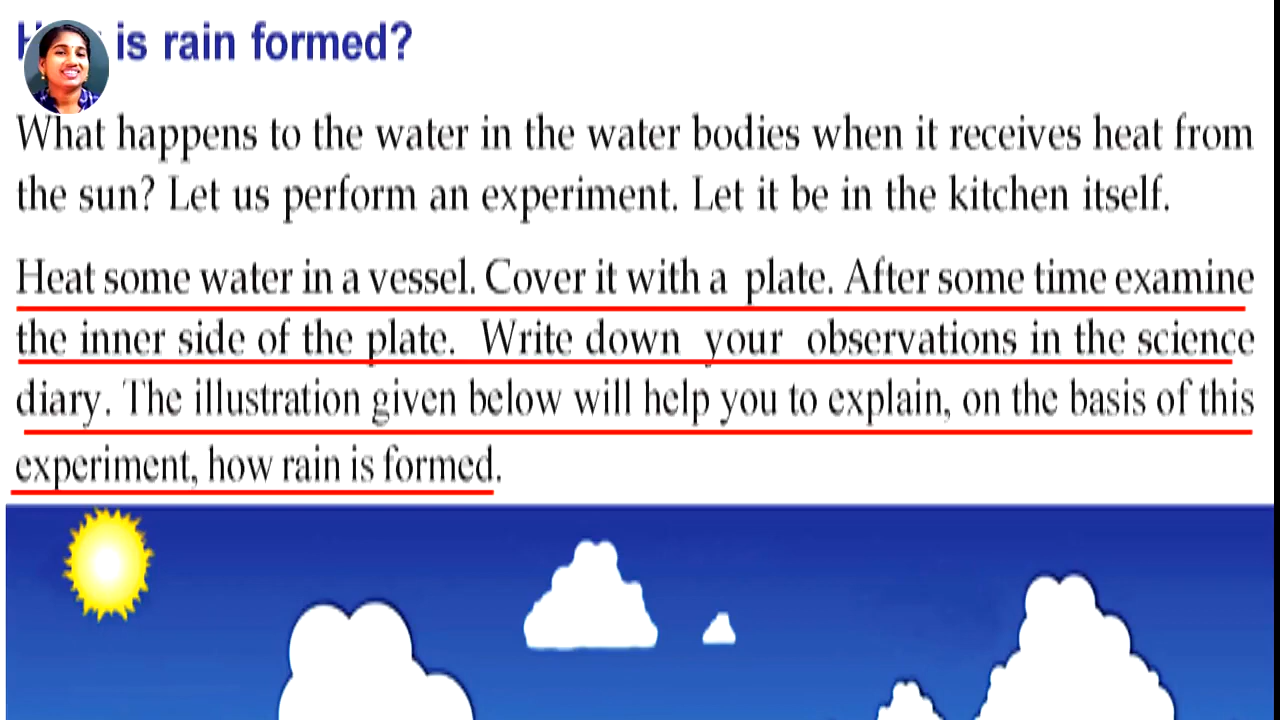 is rain formed?
What happens to the water in the water bodies when it receives heat from
the sun? Let us perform an experiment. Let it be in the kitchen itself.
Heat some water in a vessel. Cover it with a plate. After some time examine
the inner side of the plate. Write down your observations in the science
diary. The illustration given below will help you to explain, on the basis of this
experiment, how rain is formed.